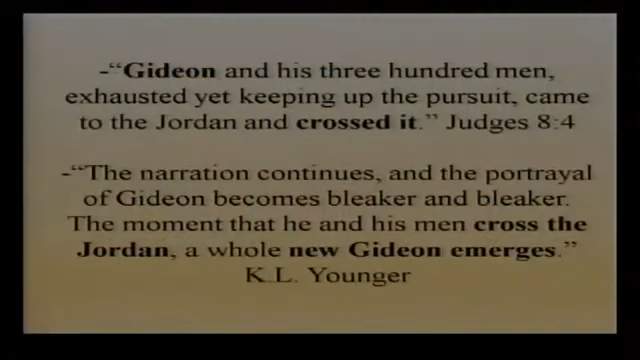 -“Gideon and his three hundred men,
exhausted yet keeping up the pursuit, came
to the Jordan and crossed it.” Judges 8:4
-“The narration continues, and the portrayal
of Gideon becomes bleaker and bleaker.
The moment that he and his men cross the
Jordan, a whole new Gideon emerges.”
K.L. Younger